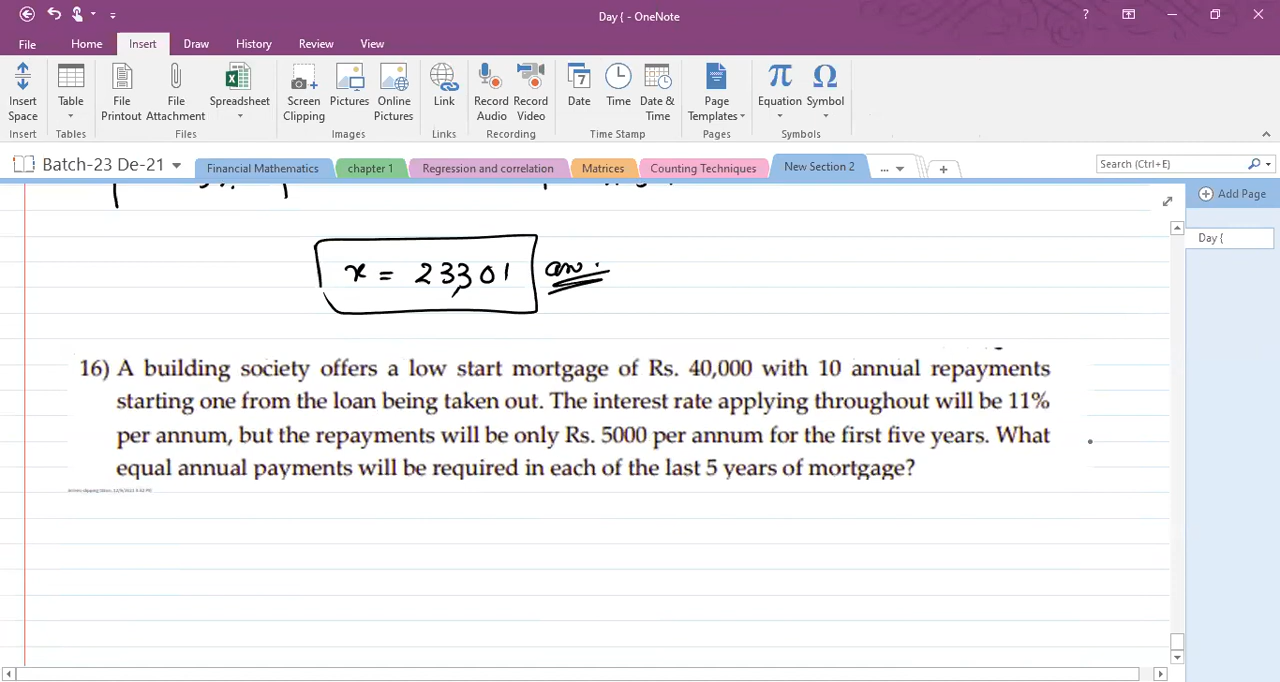 Day { - OneNote
?
File Home Insert Draw History Review View
Insert Space Table File Printout File Attachment Spreadsheet Screen Clipping Pictures Online Pictures Link Record Audio Record Video Date Time Date & Time Page Templates Equation Symbol
Insert Tables Files Images Links Recording Time Stamp Pages Symbols
Batch-23 De-21 Financial Mathematics chapter 1 Regression and correlation Matrices Counting Techniques New Section 2 ... Search (Ctrl+E)
Add Page
Day {
x = 23,301 ans.
16) A building society offers a low start mortgage of Rs. 40,000 with 10 annual repayments
starting one from the loan being taken out. The interest rate applying throughout will be 11%
per annum, but the repayments will be only Rs. 5000 per annum for the first five years. What
equal annual payments will be required in each of the last 5 years of mortgage?